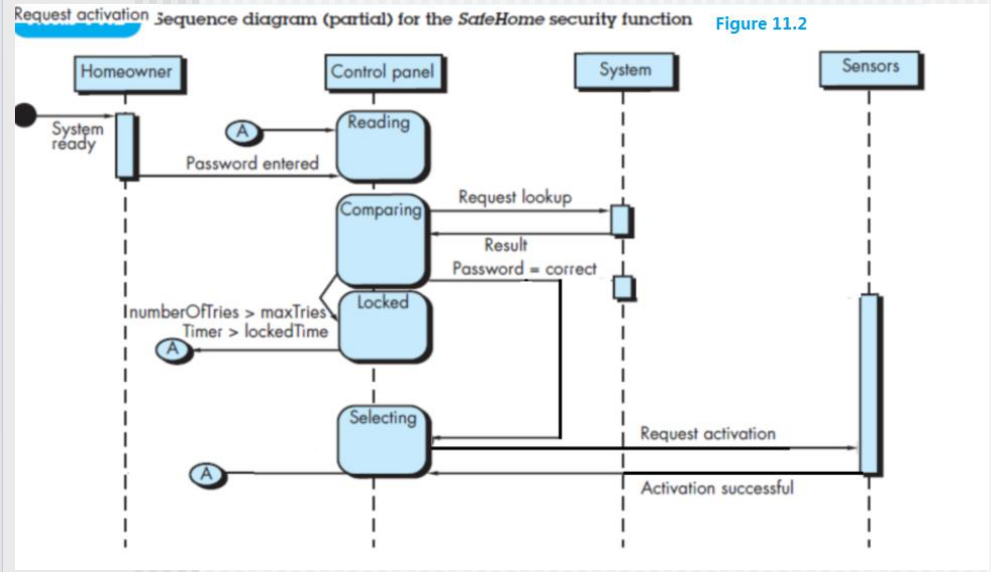 Request activation
Sequence diagram (partial) for the SafeHome security function
Figure 11.2
Homeowner
Control panel
System
Sensors
System
ready
A
Reading
Password entered
Comparing
Request lookup
Result
Password = correct
numberOfTries > maxTries
Timer > lockedTime
Locked
A
Selecting
Request activation
A
Activation successful